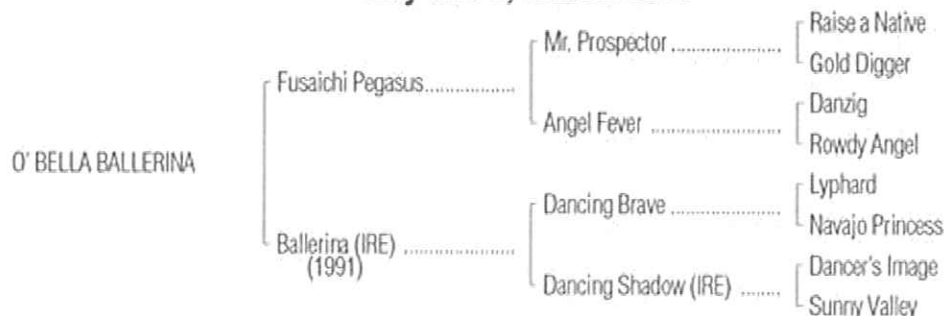 Raise a Native
Mr. Prospector ..................
Gold Digger
Fusaichi Pegasus.................
Danzig
Angel Fever ..................
Rowdy Angel
O' BELLA BALLERINA
Lyphard
Dancing Brave ..................
Navajo Princess
Ballerina (IRE) ..................
(1991)
Dancer's Image
Dancing Shadow (IRE) ........
Sunny Valley